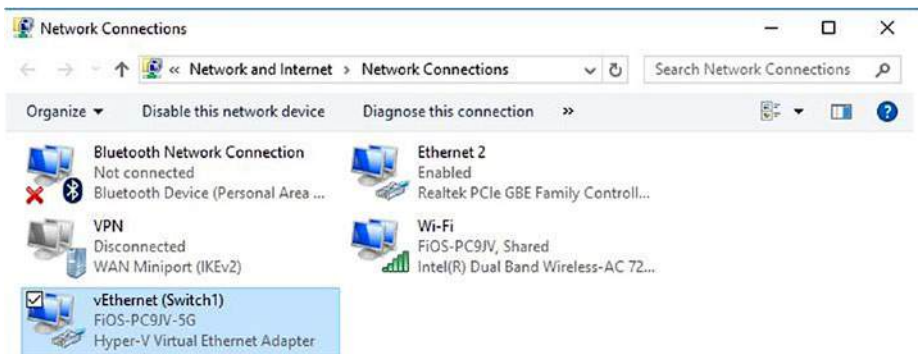 Network Connections
« Network and Internet > Network Connections
Search Network Connections
Organize
Disable this network device
Diagnose this connection
»
Bluetooth Network Connection
Not connected
Bluetooth Device (Personal Area ...
Ethernet 2
Enabled
Realtek PCIe GBE Family Controll...
VPN
Disconnected
WAN Miniport (IKEv2)
Wi-Fi
FiOS-PC9JV, Shared
Intel(R) Dual Band Wireless-AC 72...
vEthernet (Switch1)
FiOS-PC9JV-5G
Hyper-V Virtual Ethernet Adapter